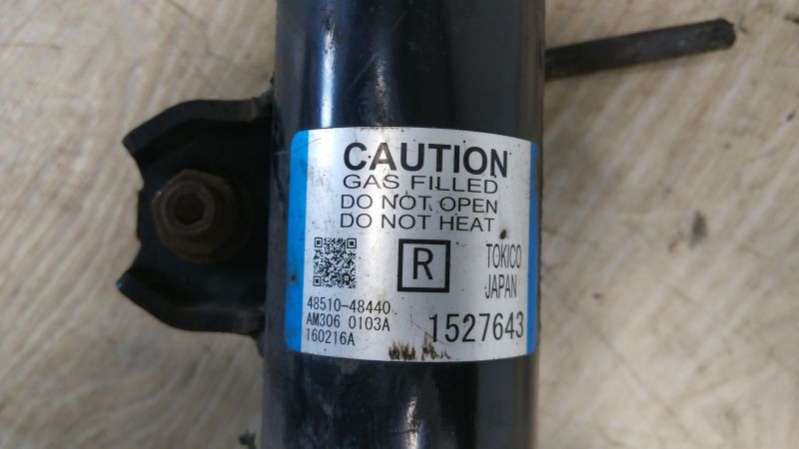 CAUTION
GAS FILLED
DO NOT OPEN
DO NOT HEAT
R
TOKICO
JAPAN
48510-48440
AM306 0103A
160216A
1527643